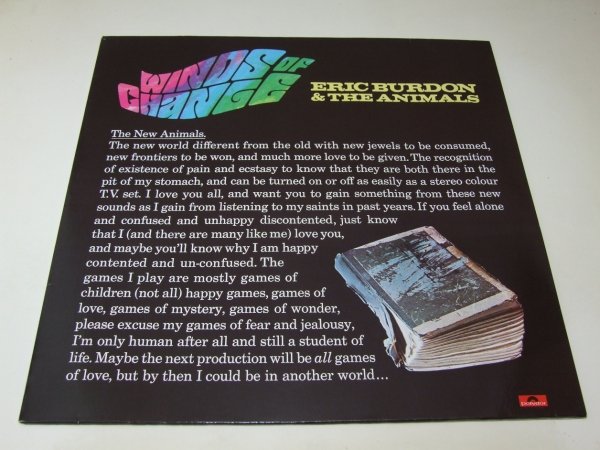 WINDS OF
CHANGE
ERIC BURDON
& THE ANIMALS
The New Animals.
The new world different from the old with new jewels to be consumed,
new frontiers to be won, and much more love to be given. The recognition
of existence of pain and ecstasy to know that they are both there in the
pit of my stomach, and can be turned on or off as easily as a stereo colour
T.V. set. I love you all, and want you to gain something from these new
sounds as I gain from listening to my saints in past years. If you feel alone
and confused and unhappy discontented, just know
that I (and there are many like me) love you,
and maybe you'll know why I am happy
contented and un-confused. The
games I play are mostly games of
children (not all) happy games, games of
love, games of mystery, games of wonder,
please excuse my games of fear and jealousy,
I'm only human after all and still a student of
life. Maybe the next production will be all games
of love, but by then I could be in another world...
polydor